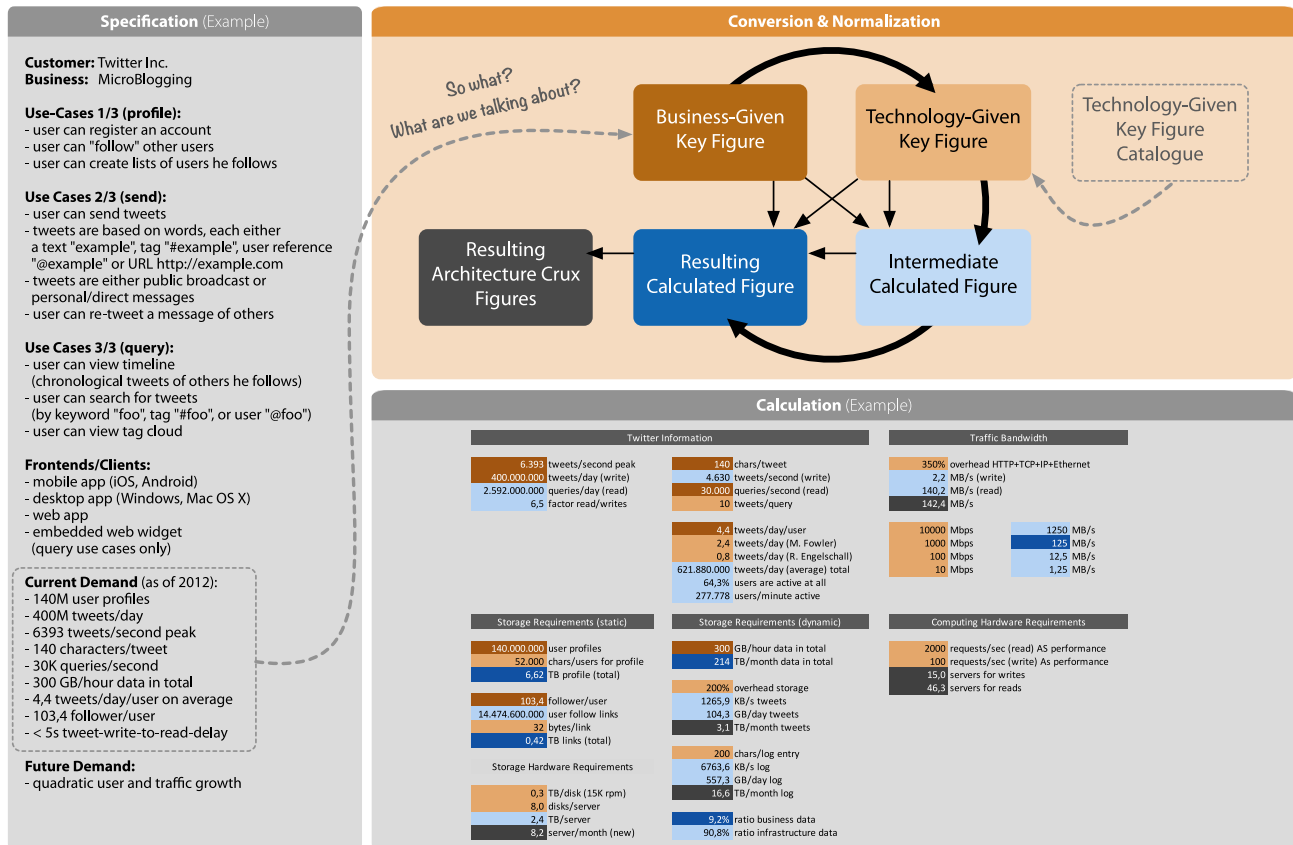 Specification (Example)
Customer: Twitter Inc.
Business: MicroBlogging
Use-Cases 1/3 (profile):
- user can register an account
- user can "follow" other users
- user can create lists of users he follows
Use Cases 2/3 (send):
- user can send tweets
- tweets are based on words, each either
a text "example", tag "#example", user reference
"@example" or URL http://example.com
- tweets are either public broadcast or
personal/direct messages
- user can re-tweet a message of others
Use Cases 3/3 (query):
- user can view timeline
(chronological tweets of others he follows)
- user can search for tweets
(by keyword "foo", tag "#foo", or user "@foo")
- user can view tag cloud
Frontends/Clients:
- mobile app (iOS, Android)
- desktop app (Windows, Mac OS X)
- web app
- embedded web widget
(query use cases only)
Current Demand (as of 2012):
- 140M user profiles
- 400M tweets/day
- 6393 tweets/second peak
- 140 characters/tweet
- 30K queries/second
- 300 GB/hour data in total
- 4,4 tweets/day/user on average
- 103,4 follower/user
- < 5s tweet-write-to-read-delay
Future Demand:
- quadratic user and traffic growth
Conversion & Normalization
So what?
What are we talking about?
Business-Given
Key Figure
Technology-Given
Key Figure
Technology-Given
Key Figure
Catalogue
Resulting
Architecture Crux
Figures
Resulting
Calculated Figure
Intermediate
Calculated Figure
Calculation (Example)
Twitter Information
6.393 tweets/second peak
400.000.000 tweets/day (write)
2.592.000.000 queries/day (read)
6,5 factor read/writes
140 chars/tweet
4.630 tweets/second (write)
30.000 queries/second (read)
10 tweets/query
4,4 tweets/day/user
2,4 tweets/day (M. Fowler)
0,8 tweets/day (R. Engelschall)
621.880.000 tweets/day (average) total
64,3% users are active at all
277.778 users/minute active
Traffic Bandwidth
350% overhead HTTP+TCP+IP+Ethernet
2,2 MB/s (write)
140,2 MB/s (read)
142,4 MB/s
10000 Mbps 1250 MB/s
1000 Mbps 125 MB/s
100 Mbps 12,5 MB/s
10 Mbps 1,25 MB/s
Storage Requirements (static)
140.000.000 user profiles
52.000 chars/users for profile
6,62 TB profile (total)
103,4 follower/user
14.474.600.000 user follow links
32 bytes/link
0,42 TB links (total)
Storage Hardware Requirements
0,3 TB/disk (15K rpm)
8,0 disks/server
2,4 TB/server
8,2 server/month (new)
Storage Requirements (dynamic)
300 GB/hour data in total
214 TB/month data in total
200% overhead storage
1265,9 KB/s tweets
104,3 GB/day tweets
3,1 TB/month tweets
200 chars/log entry
6763,6 KB/s log
557,3 GB/day log
16,6 TB/month log
9,2% ratio business data
90,8% ratio infrastructure data
Computing Hardware Requirements
2000 requests/sec (read) AS performance
100 requests/sec (write) As performance
15,0 servers for writes
46,3 servers for reads